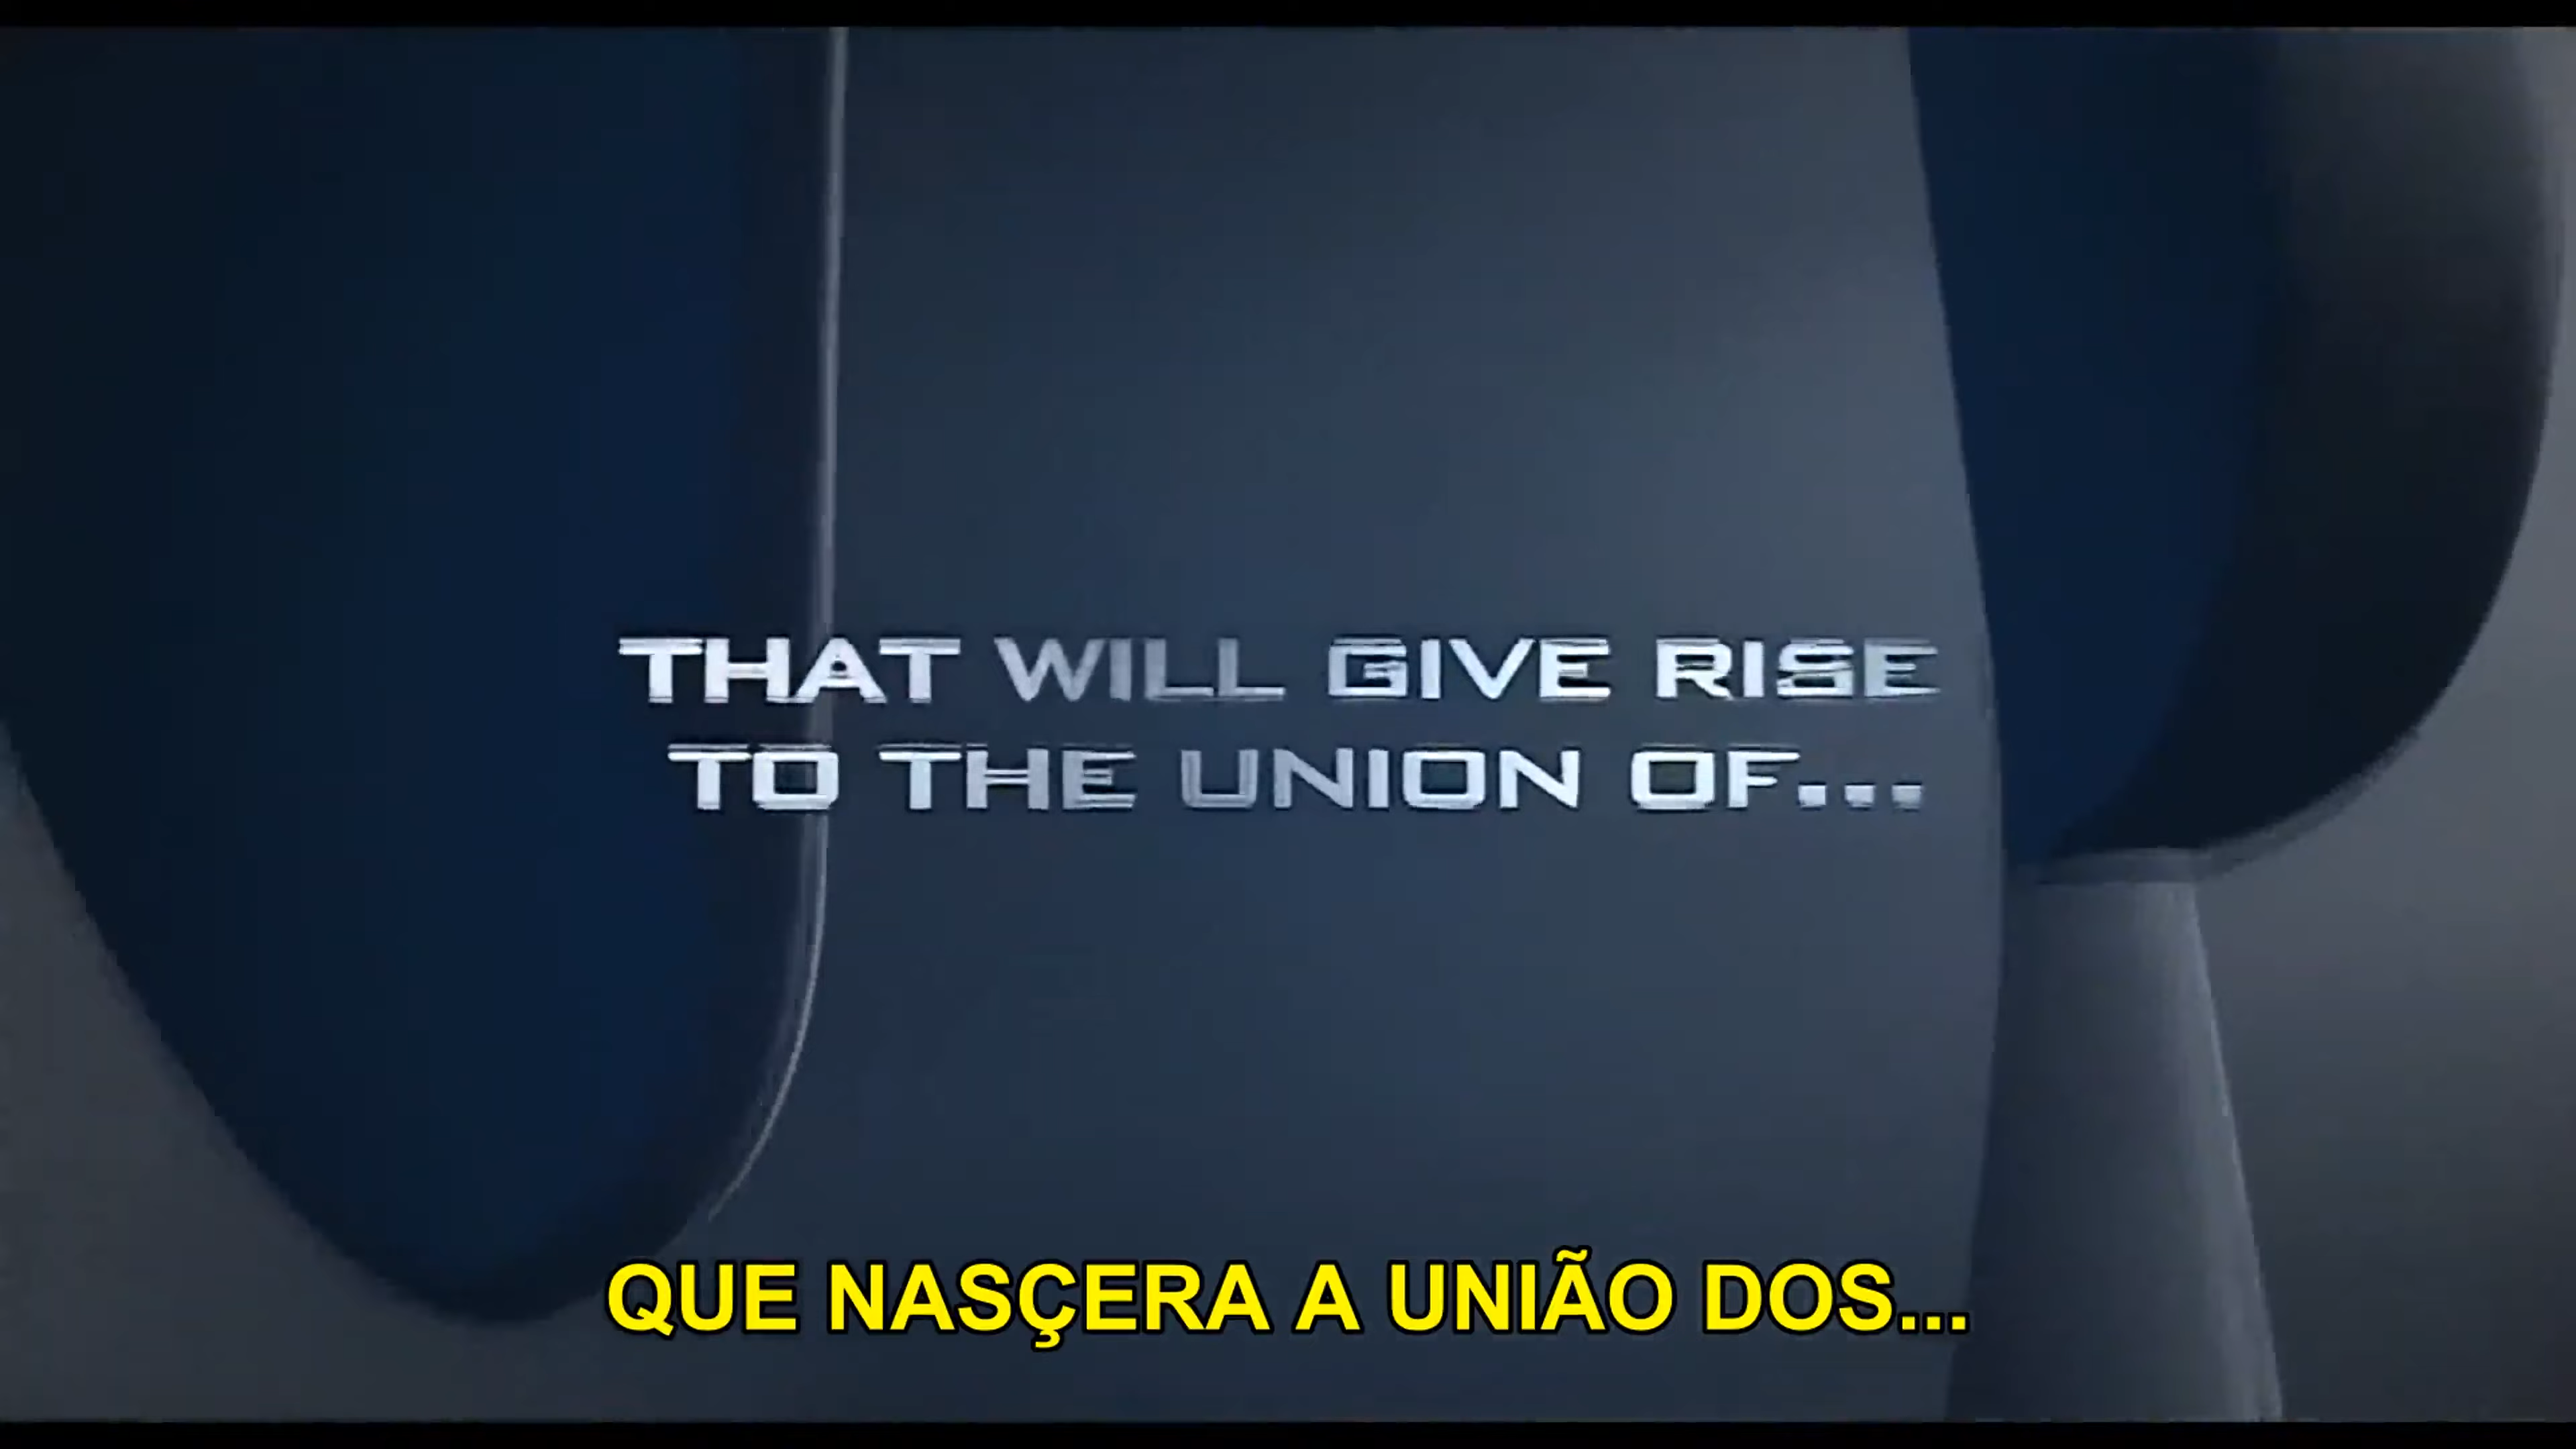 THAT WILL GIVE RISE
TO THE UNION OF...
QUE NASÇERA A UNIÃO DOS...